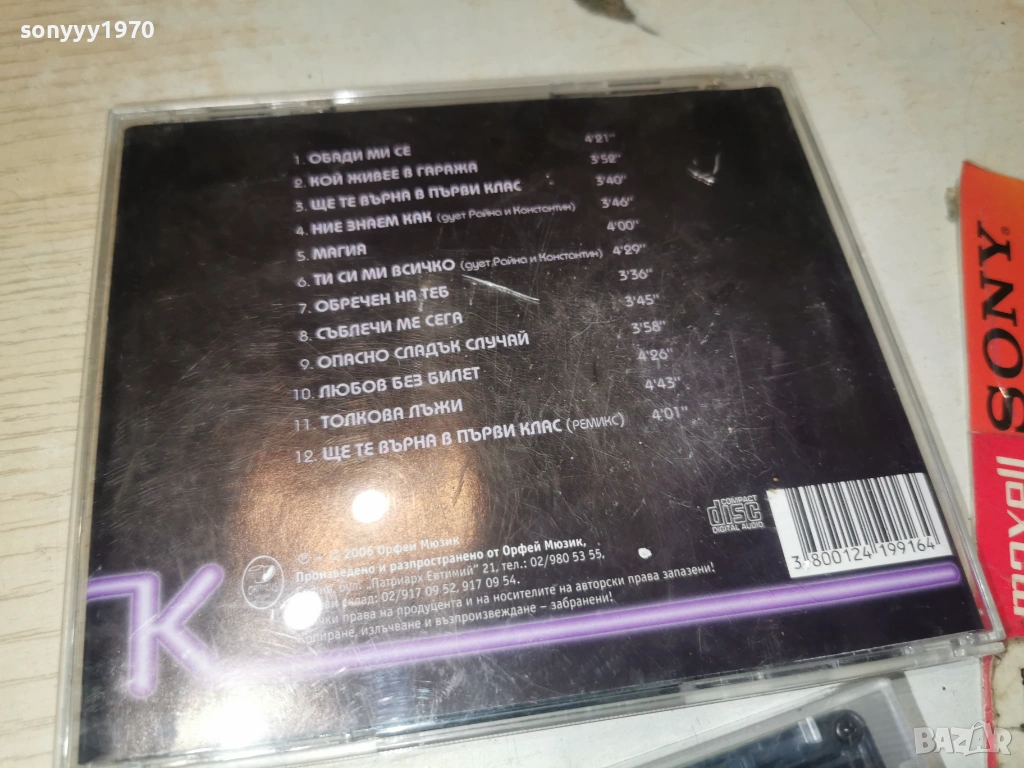 sonyyy1970
1. ОБАДИ МИ СЕ 4'21"
2. КОЙ ЖИВЕЕ В ГАРАЖА 3'52"
3. ЩЕ ТЕ ВЪРНА В ПЪРВИ КЛАС 3'40"
4. НИЕ ЗНАЕМ КАК (дует Райна и Константин) 3'46"
5. МАГИЯ 4'00"
6. ТИ СИ МИ ВСИЧКО (дует.Райна и Константин) 4'29"
7. ОБРЕЧЕН НА ТЕБ 3'36"
8. СЪБЛЕЧИ МЕ СЕГА 3'45"
9. ОПАСНО СЛАДЪК СЛУЧАЙ 3'58"
10. ЛЮБОВ БЕЗ БИЛЕТ 4'26"
11. ТОЛКОВА ЛЪЖИ 4'43"
12. ЩЕ ТЕ ВЪРНА В ПЪРВИ КЛАС (РЕМИКС) 4'01"
COMPACT
disc
DIGITAL AUDIO
3 800124 199164
℗ + © 2006 Орфей Мюзик
Произведено и разпространено от Орфей Мюзик,
бул. „Патриарх Евтимий" 21, тел.: 02/980 53 55,
склад: 02/917 09 52, 917 09 54.
права на продуцента и на носителите на авторски права запазени!
излъчване и възпроизвеждане – забранени!
K
SONY
maxell
BAZAR